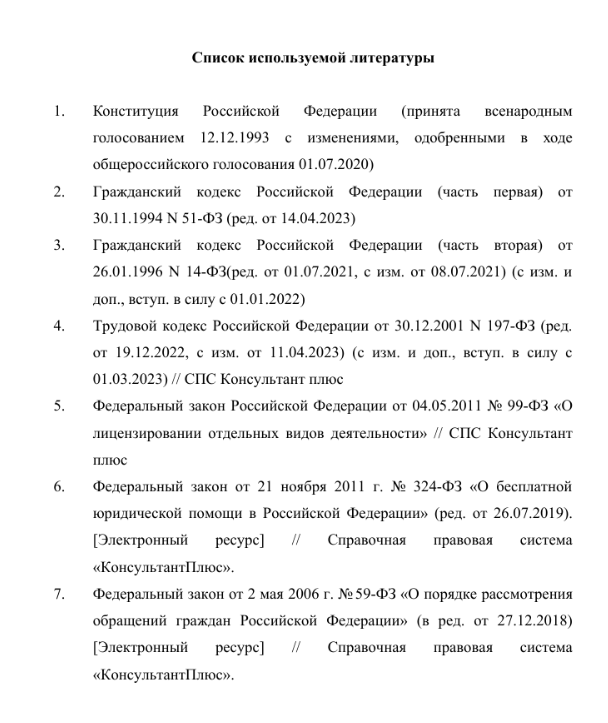 Список используемой литературы
1. Конституция Российской Федерации (принята всенародным
голосованием 12.12.1993 с изменениями, одобренными в ходе
общероссийского голосования 01.07.2020)
2. Гражданский кодекс Российской Федерации (часть первая) от
30.11.1994 N 51-ФЗ (ред. от 14.04.2023)
3. Гражданский кодекс Российской Федерации (часть вторая) от
26.01.1996 N 14-ФЗ(ред. от 01.07.2021, с изм. от 08.07.2021) (с изм. и
доп., вступ. в силу с 01.01.2022)
4. Трудовой кодекс Российской Федерации от 30.12.2001 N 197-ФЗ (ред.
от 19.12.2022, с изм. от 11.04.2023) (с изм. и доп., вступ. в силу с
01.03.2023) // СПС Консультант плюс
5. Федеральный закон Российской Федерации от 04.05.2011 № 99-ФЗ «О
лицензировании отдельных видов деятельности» // СПС Консультант
плюс
6. Федеральный закон от 21 ноября 2011 г. № 324-ФЗ «О бесплатной
юридической помощи в Российской Федерации» (ред. от 26.07.2019).
[Электронный ресурс] // Справочная правовая система
«КонсультантПлюс».
7. Федеральный закон от 2 мая 2006 г. №59-ФЗ «О порядке рассмотрения
обращений граждан Российской Федерации» (в ред. от 27.12.2018)
[Электронный ресурс] // Справочная правовая система
«КонсультантПлюс».